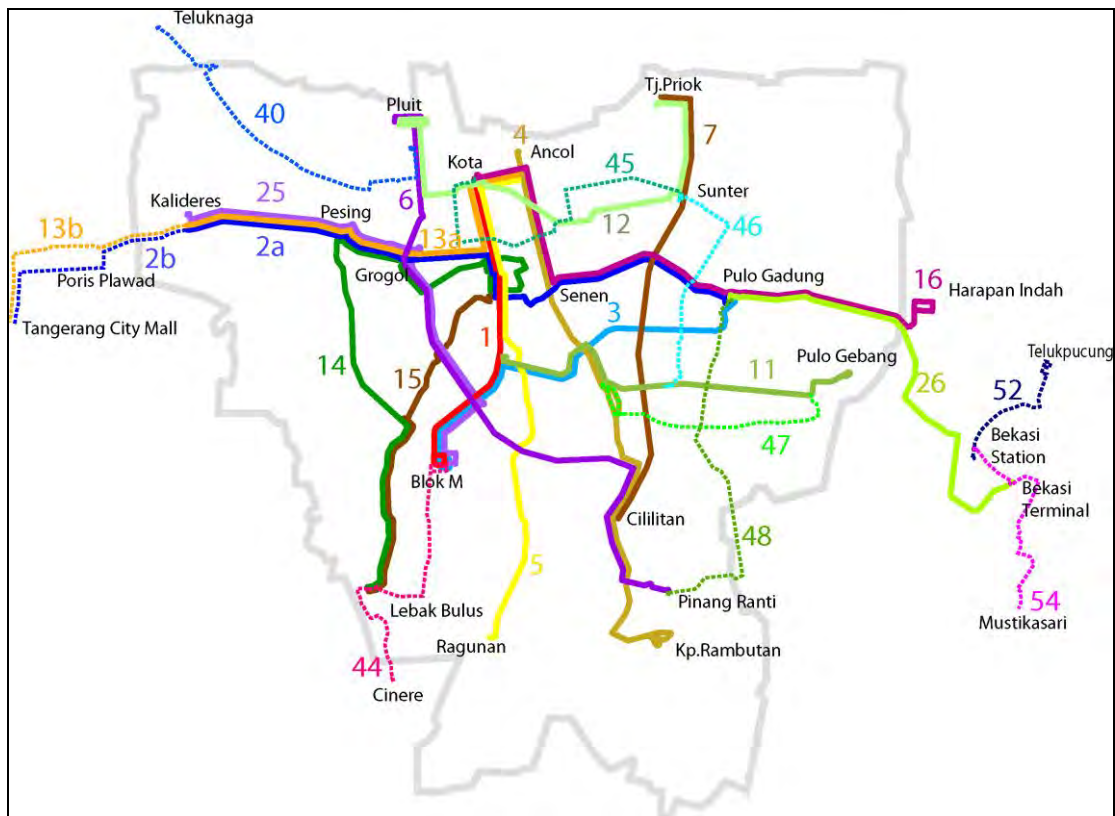 Teluknaga
40
Pluit
Tj.Priok
7
4
Ancol
Kota
45
Sunter
25
Kalideres
Pesing
6
12
46
13b
13a
2b
2a
Poris Plawad
Grogol
Senen
Pulo Gadung
16
Harapan Indah
Tangerang City Mall
3
1
14
15
11
Pulo Gebang
Telukpucung
52
26
47
Bekasi
Station
Blok M
Bekasi
Terminal
Cililitan
48
5
Lebak Bulus
Pinang Ranti
54
Mustikasari
Ragunan
Kp.Rambutan
44
Cinere